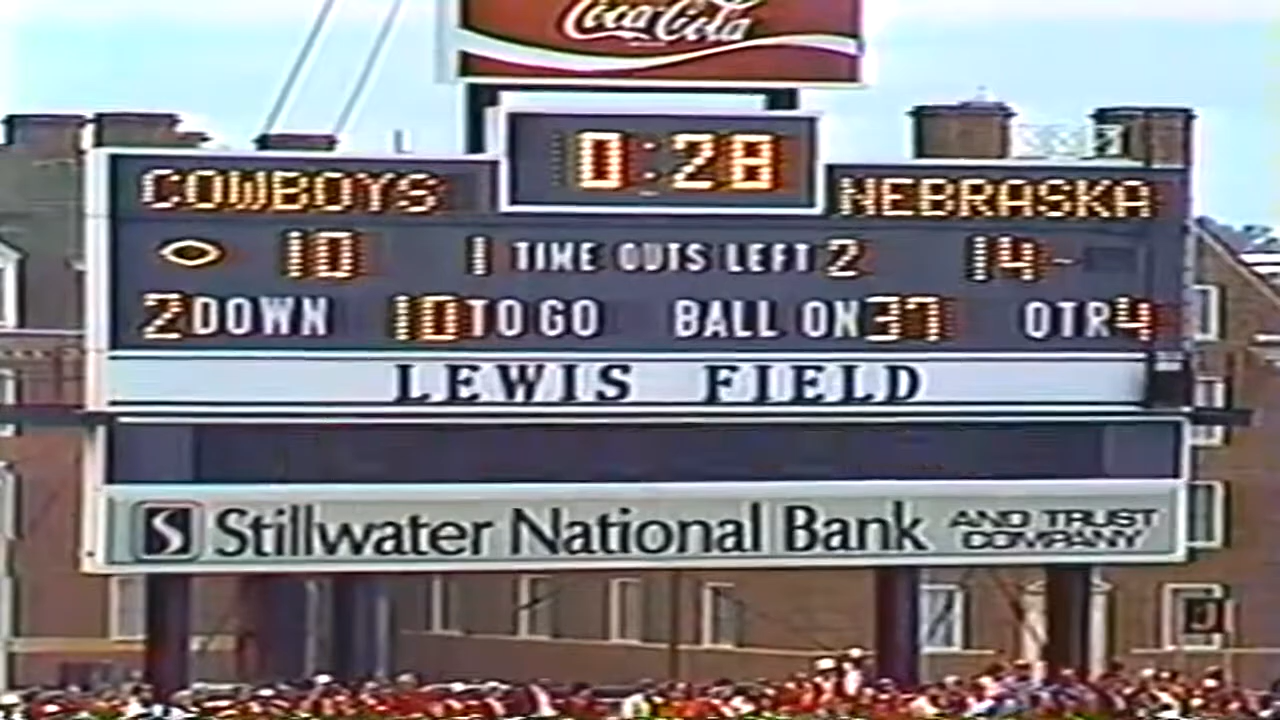 Coca-Cola
0:28
COWBOYS NEBRASKA
10 1 TIME OUTS LEFT 2 14
2 DOWN 10 TO GO BALL ON 37 QTR 4
LEWIS FIELD
S Stillwater National Bank AND TRUST
COMPANY